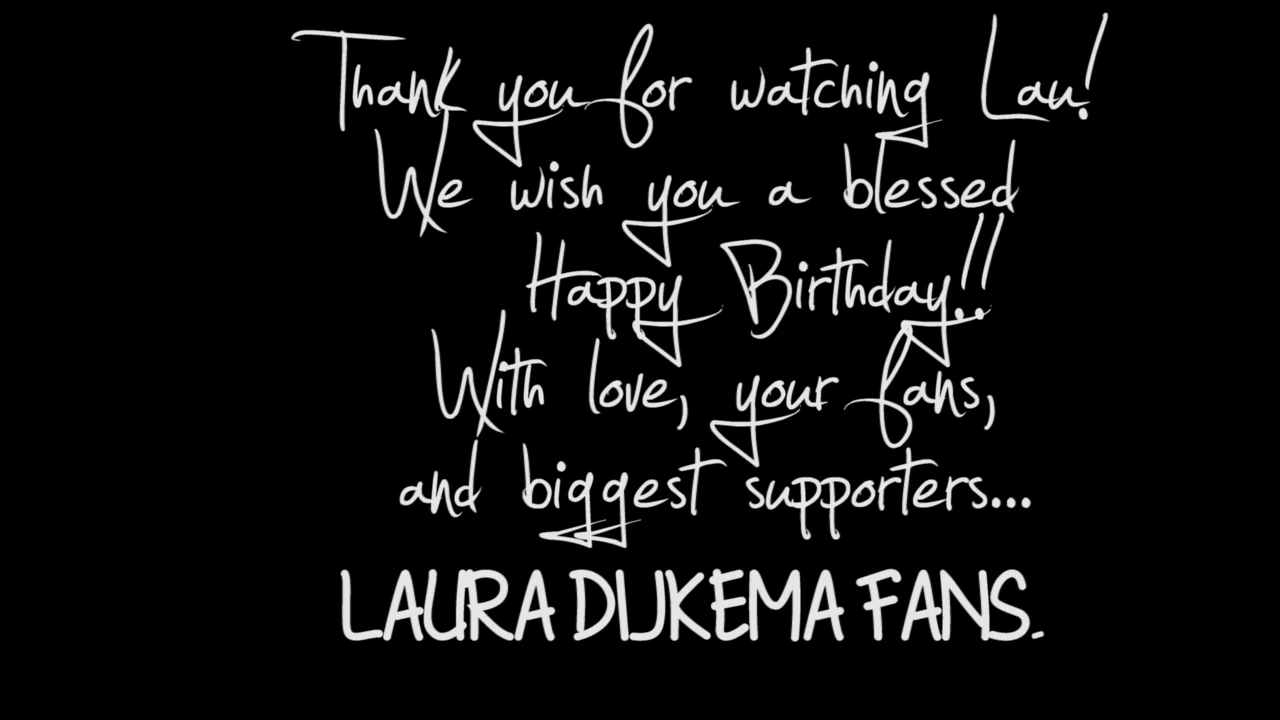 Thank you for watching Lau!
We wish you a blessed
Happy Birthday!!
With love, your fans,
and biggest supporters...
LAURA DIJKEMA FANS.